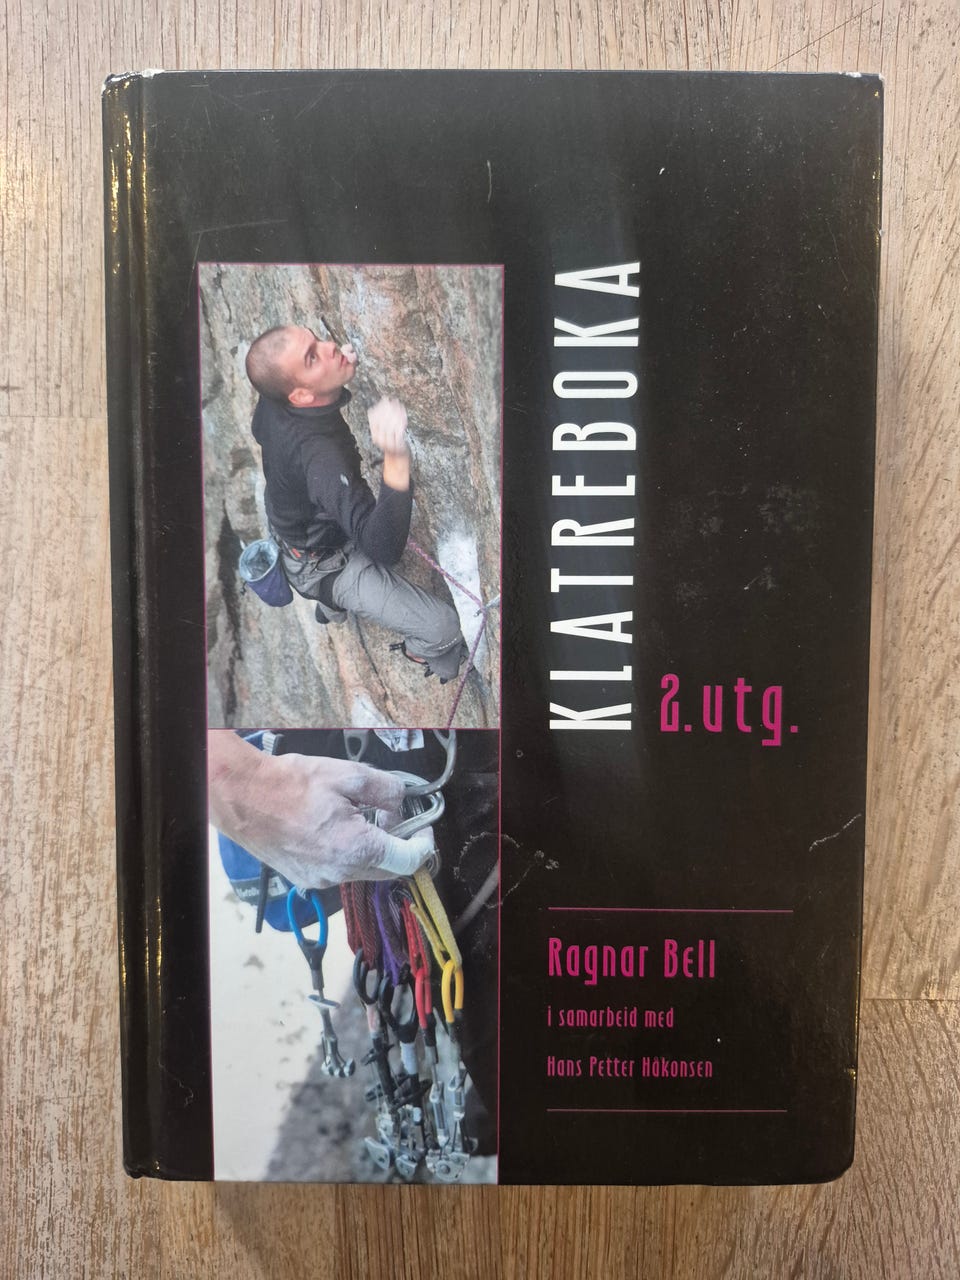 KLATREBOKA
2.utg.
Ragnar Bell
i samarbeid med
Hans Petter Håkonsen